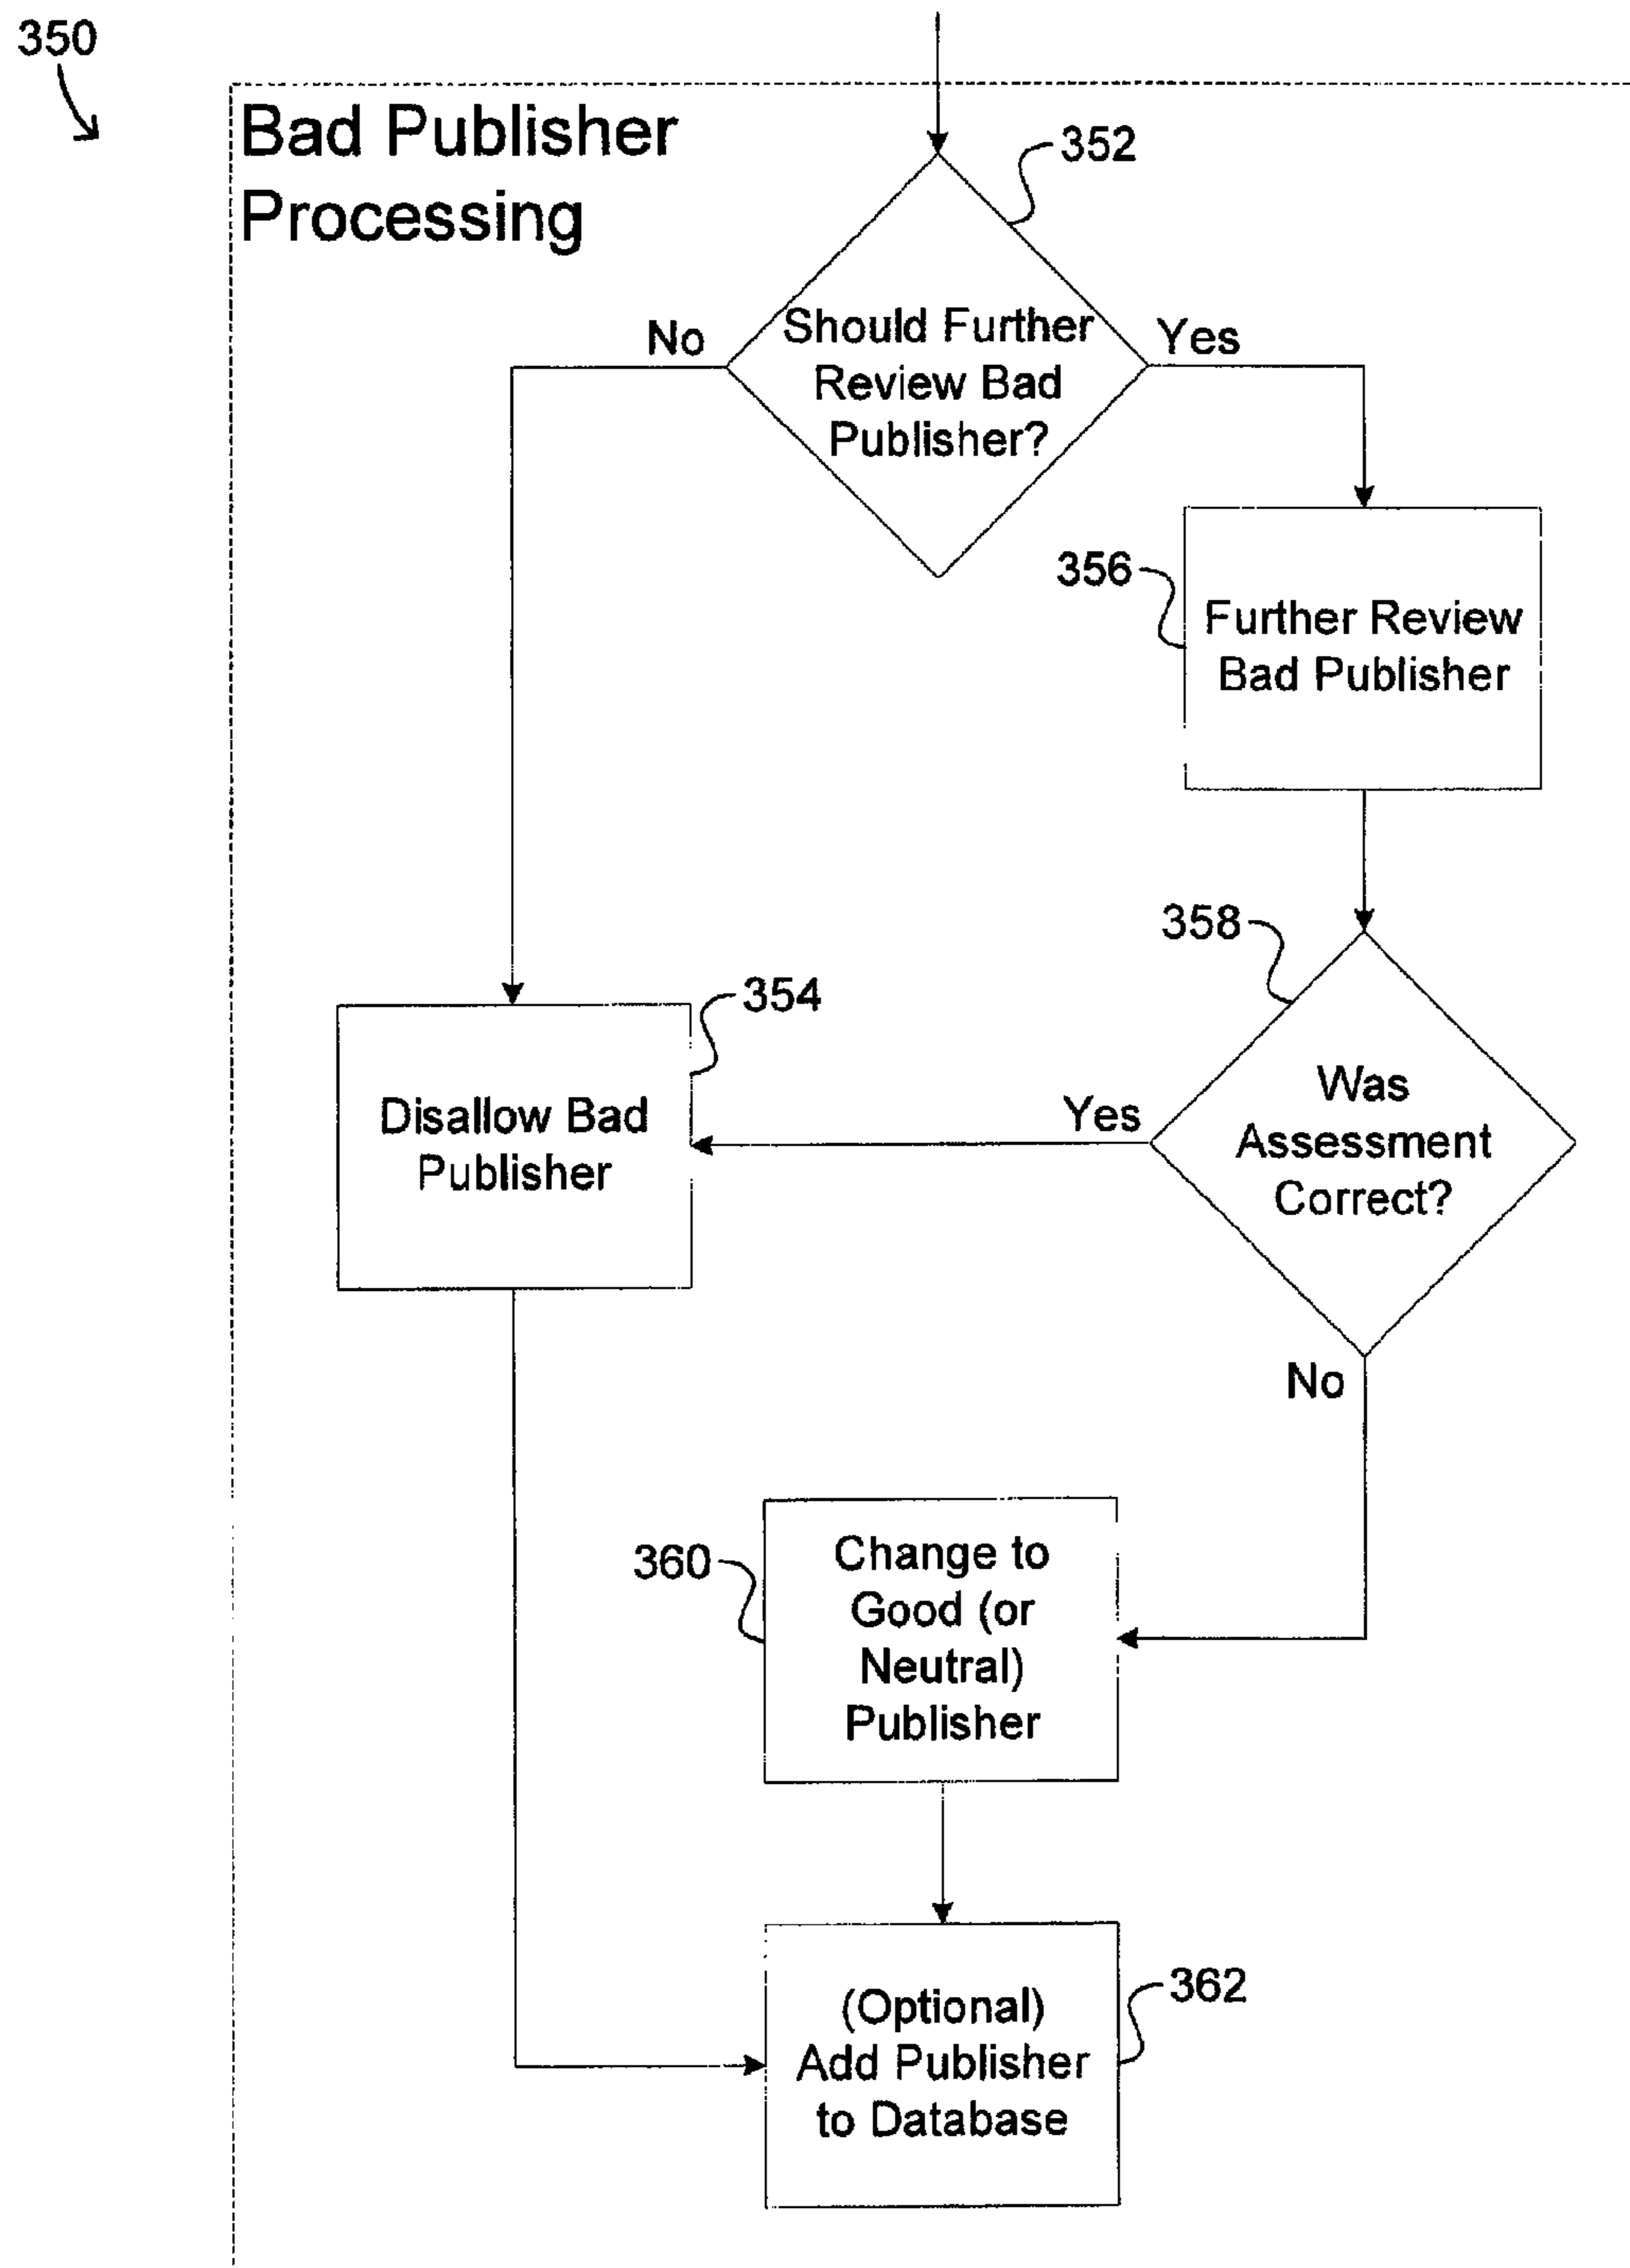 350
Bad Publisher
Processing
352
No
Should Further
Review Bad
Publisher?
Yes
356
Further Review
Bad Publisher
358
354
Was
Assessment
Correct?
Yes
Disallow Bad
Publisher
No
360
Change to
Good (or
Neutral)
Publisher
362
(Optional)
Add Publisher
to Database